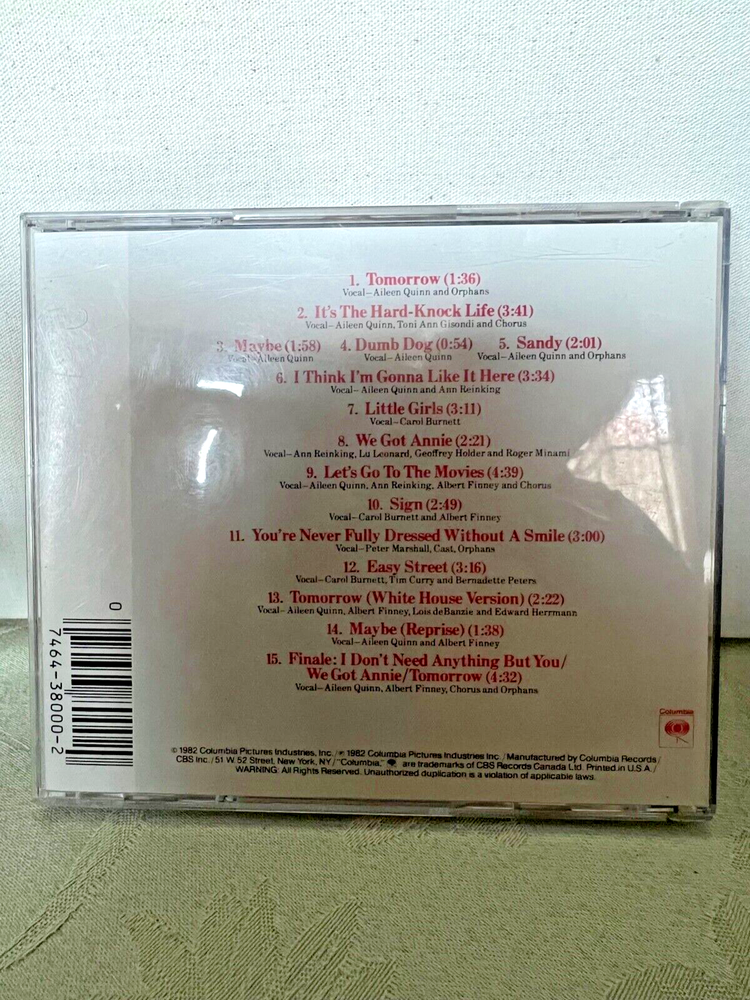 1. Tomorrow (1:36)
Vocal–Aileen Quinn and Orphans
2. It's The Hard-Knock Life (3:41)
Vocal–Aileen Quinn, Toni Ann Gisondi and Chorus
3. Maybe (1:58) 4. Dumb Dog (0:54) 5. Sandy (2:01)
Vocal–Aileen Quinn Vocal–Aileen Quinn Vocal–Aileen Quinn and Orphans
6. I Think I'm Gonna Like It Here (3:34)
Vocal–Aileen Quinn and Ann Reinking
7. Little Girls (3:11)
Vocal–Carol Burnett
8. We Got Annie (2:21)
Vocal–Ann Reinking, Lu Leonard, Geoffrey Holder and Roger Minami
9. Let's Go To The Movies (4:39)
Vocal–Aileen Quinn, Ann Reinking, Albert Finney and Chorus
10. Sign (2:49)
Vocal–Carol Burnett and Albert Finney
11. You're Never Fully Dressed Without A Smile (3:00)
Vocal–Peter Marshall, Cast, Orphans
12. Easy Street (3:16)
Vocal–Carol Burnett, Tim Curry and Bernadette Peters
13. Tomorrow (White House Version) (2:22)
Vocal–Aileen Quinn, Albert Finney, Lois deBanzie and Edward Herrmann
14. Maybe (Reprise) (1:38)
Vocal–Aileen Quinn and Albert Finney
15. Finale: I Don't Need Anything But You/
We Got Annie/Tomorrow (4:32)
Vocal–Aileen Quinn, Albert Finney, Chorus and Orphans
0
7464-38000-2
Columbia
© 1982 Columbia Pictures Industries, Inc./℗ 1982 Columbia Pictures Industries Inc./Manufactured by Columbia Records/
CBS Inc./51 W. 52 Street, New York, NY/"Columbia," are trademarks of CBS Records Canada Ltd. Printed in U.S.A./
WARNING: All Rights Reserved. Unauthorized duplication is a violation of applicable laws.